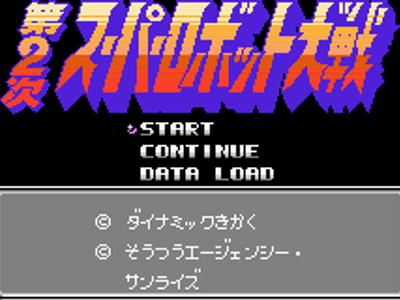 第2次
スーパーロボット大戦
START
CONTINUE
DATA LOAD
© ダイナミックきかく
© そうつうエージェンシー・
サンライズ